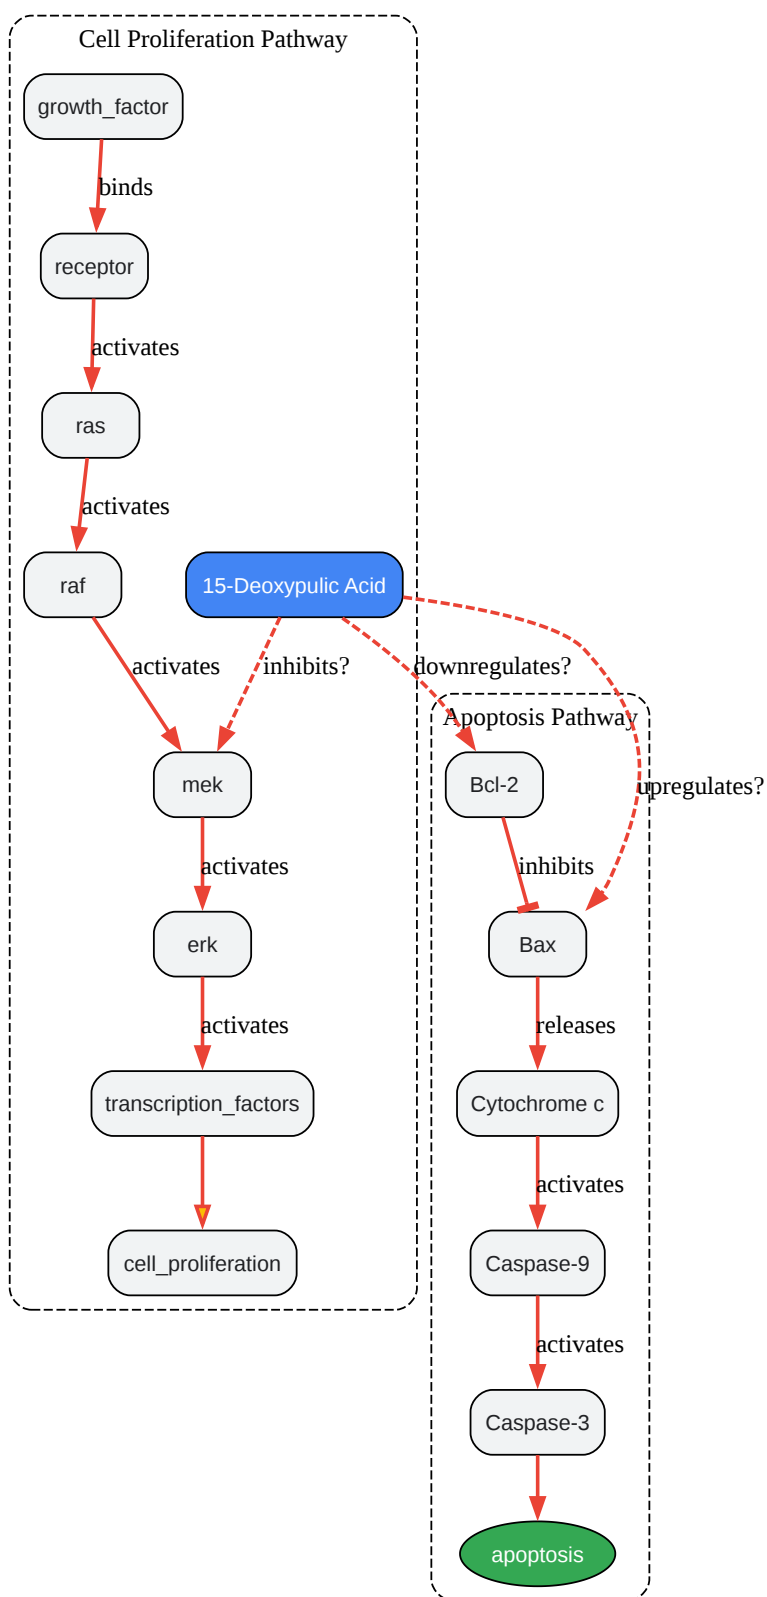 Cell Proliferation Pathway
growth_factor
binds
receptor
activates
ras
activates
raf
15-Deoxypulic Acid
activates
inhibits?
downregulates?
Apoptosis Pathway
mek
Bcl-2
upregulates?
activates
inhibits
erk
Bax
activates
releases
transcription_factors
Cytochrome c
activates
cell_proliferation
Caspase-9
activates
Caspase-3
apoptosis